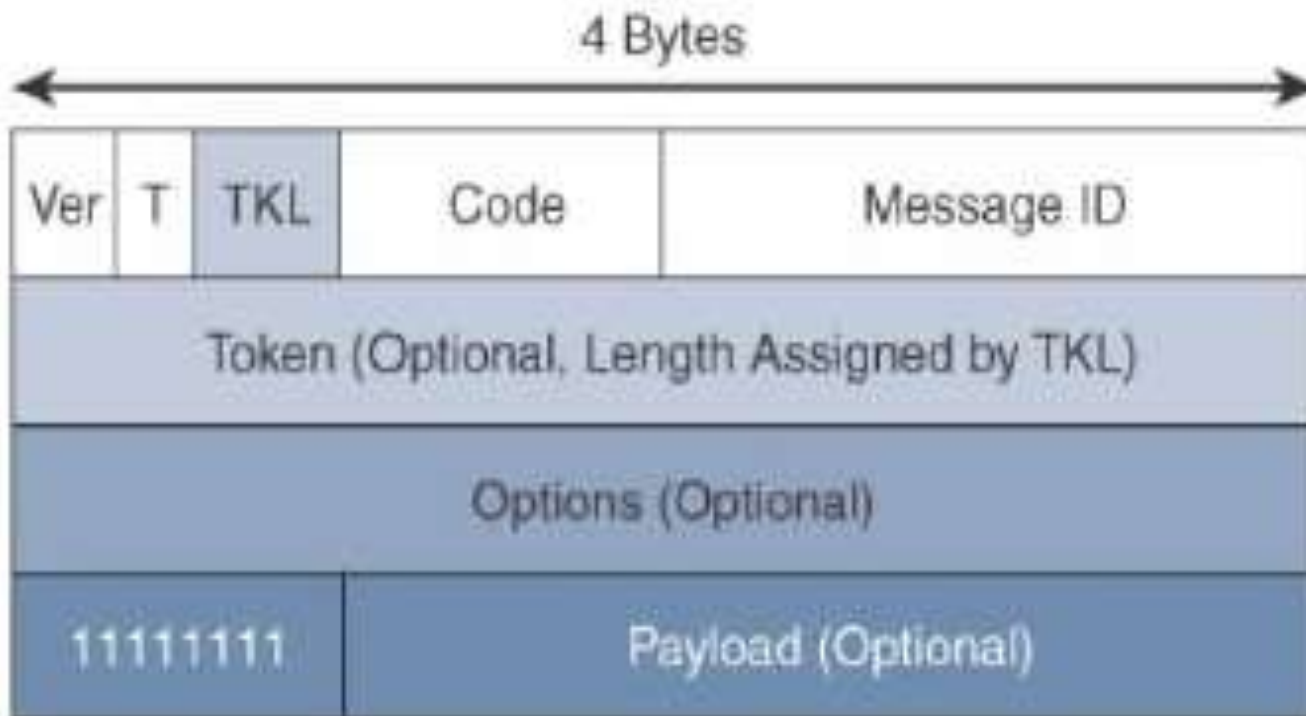 4 Bytes
Ver T TKL Code Message ID
Token (Optional, Length Assigned by TKL)
Options (Optional)
11111111 Payload (Optional)